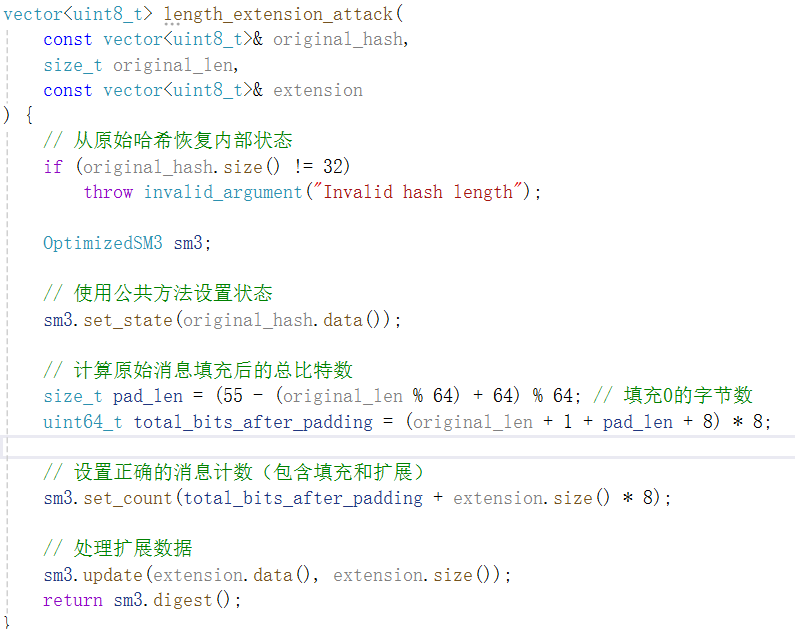 vector<uint8_t> length_extension_attack(
    const vector<uint8_t>& original_hash,
    size_t original_len,
    const vector<uint8_t>& extension
) {
    // 从原始哈希恢复内部状态
    if (original_hash.size() != 32)
        throw invalid_argument("Invalid hash length");

    OptimizedSM3 sm3;

    // 使用公共方法设置状态
    sm3.set_state(original_hash.data());

    // 计算原始消息填充后的总比特数
    size_t pad_len = (55 - (original_len % 64) + 64) % 64; // 填充0的字节数
    uint64_t total_bits_after_padding = (original_len + 1 + pad_len + 8) * 8;

    // 设置正确的消息计数（包含填充和扩展）
    sm3.set_count(total_bits_after_padding + extension.size() * 8);

    // 处理扩展数据
    sm3.update(extension.data(), extension.size());
    return sm3.digest();
}